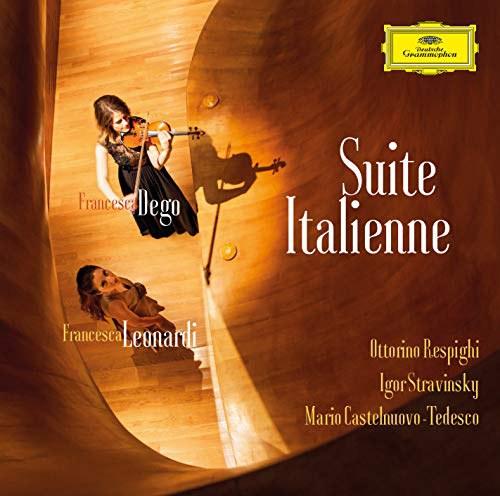 Deutsche
Grammophon
Suite
Italienne
Francesca Dego
Francesca Leonardi
Ottorino Respighi
Igor Stravinsky
Mario Castelnuovo-Tedesco